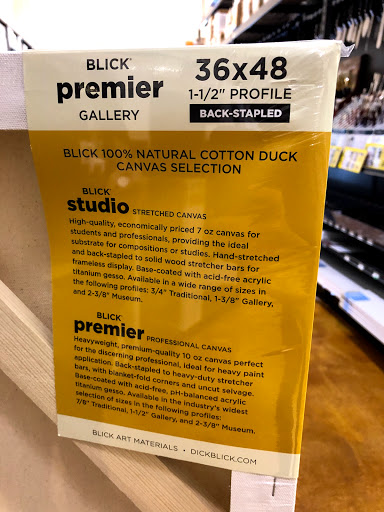 BLICK®
premier
GALLERY
36x48
1-1/2" PROFILE
BACK-STAPLED
BLICK 100% NATURAL COTTON DUCK
CANVAS SELECTION
BLICK®
studio STRETCHED CANVAS
High-quality, economically priced 7 oz canvas for
students and professionals, providing the ideal
substrate for compositions or studies. Hand-stretched
and back-stapled to solid wood stretcher bars for
frameless display. Base-coated with acid-free acrylic
titanium gesso. Available in a wide range of sizes in
the following profiles: 3/4" Traditional, 1-3/8" Gallery,
and 2-3/8" Museum.
BLICK®
premier PROFESSIONAL CANVAS
Heavyweight, premium-quality 10 oz canvas perfect
for the discerning professional, ideal for heavy paint
application. Back-stapled to heavy-duty stretcher
bars, with blanket-fold corners and uncut selvage.
Base-coated with acid-free, pH-balanced acrylic
titanium gesso. Available in the industry's widest
selection of sizes in the following profiles:
7/8" Traditional, 1-1/2" Gallery, and 2-3/8" Museum.
BLICK ART MATERIALS • DICKBLICK.COM